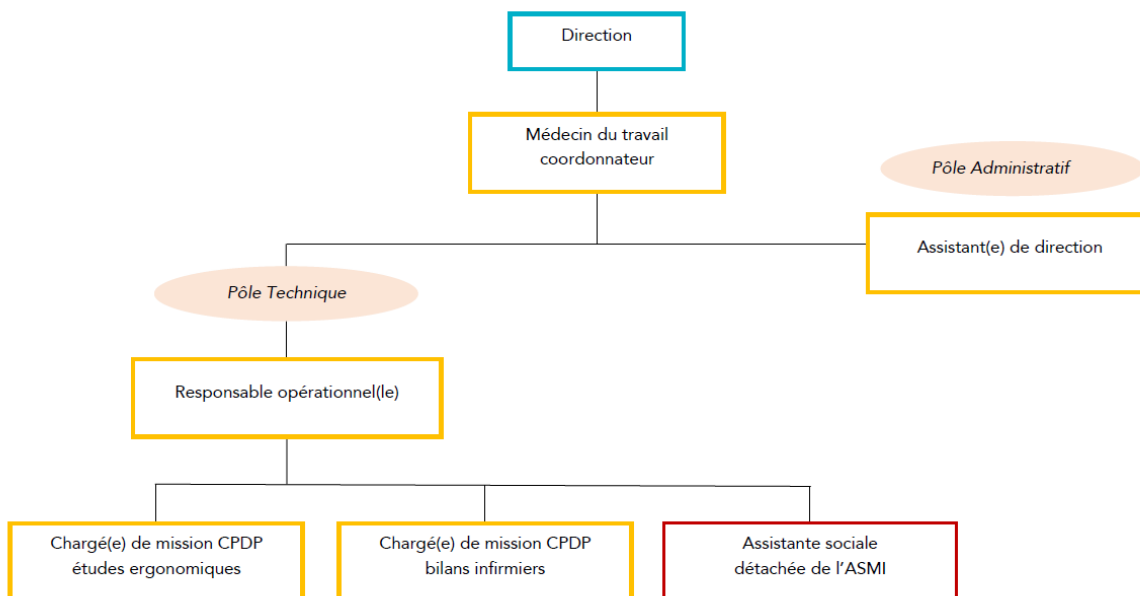 Direction
Médecin du travail
coordonnateur
Pôle Administratif
Assistant(e) de direction
Pôle Technique
Responsable opérationnel(le)
Chargé(e) de mission CPDP
études ergonomiques
Chargé(e) de mission CPDP
bilans infirmiers
Assistante sociale
détachée de l’ASMI